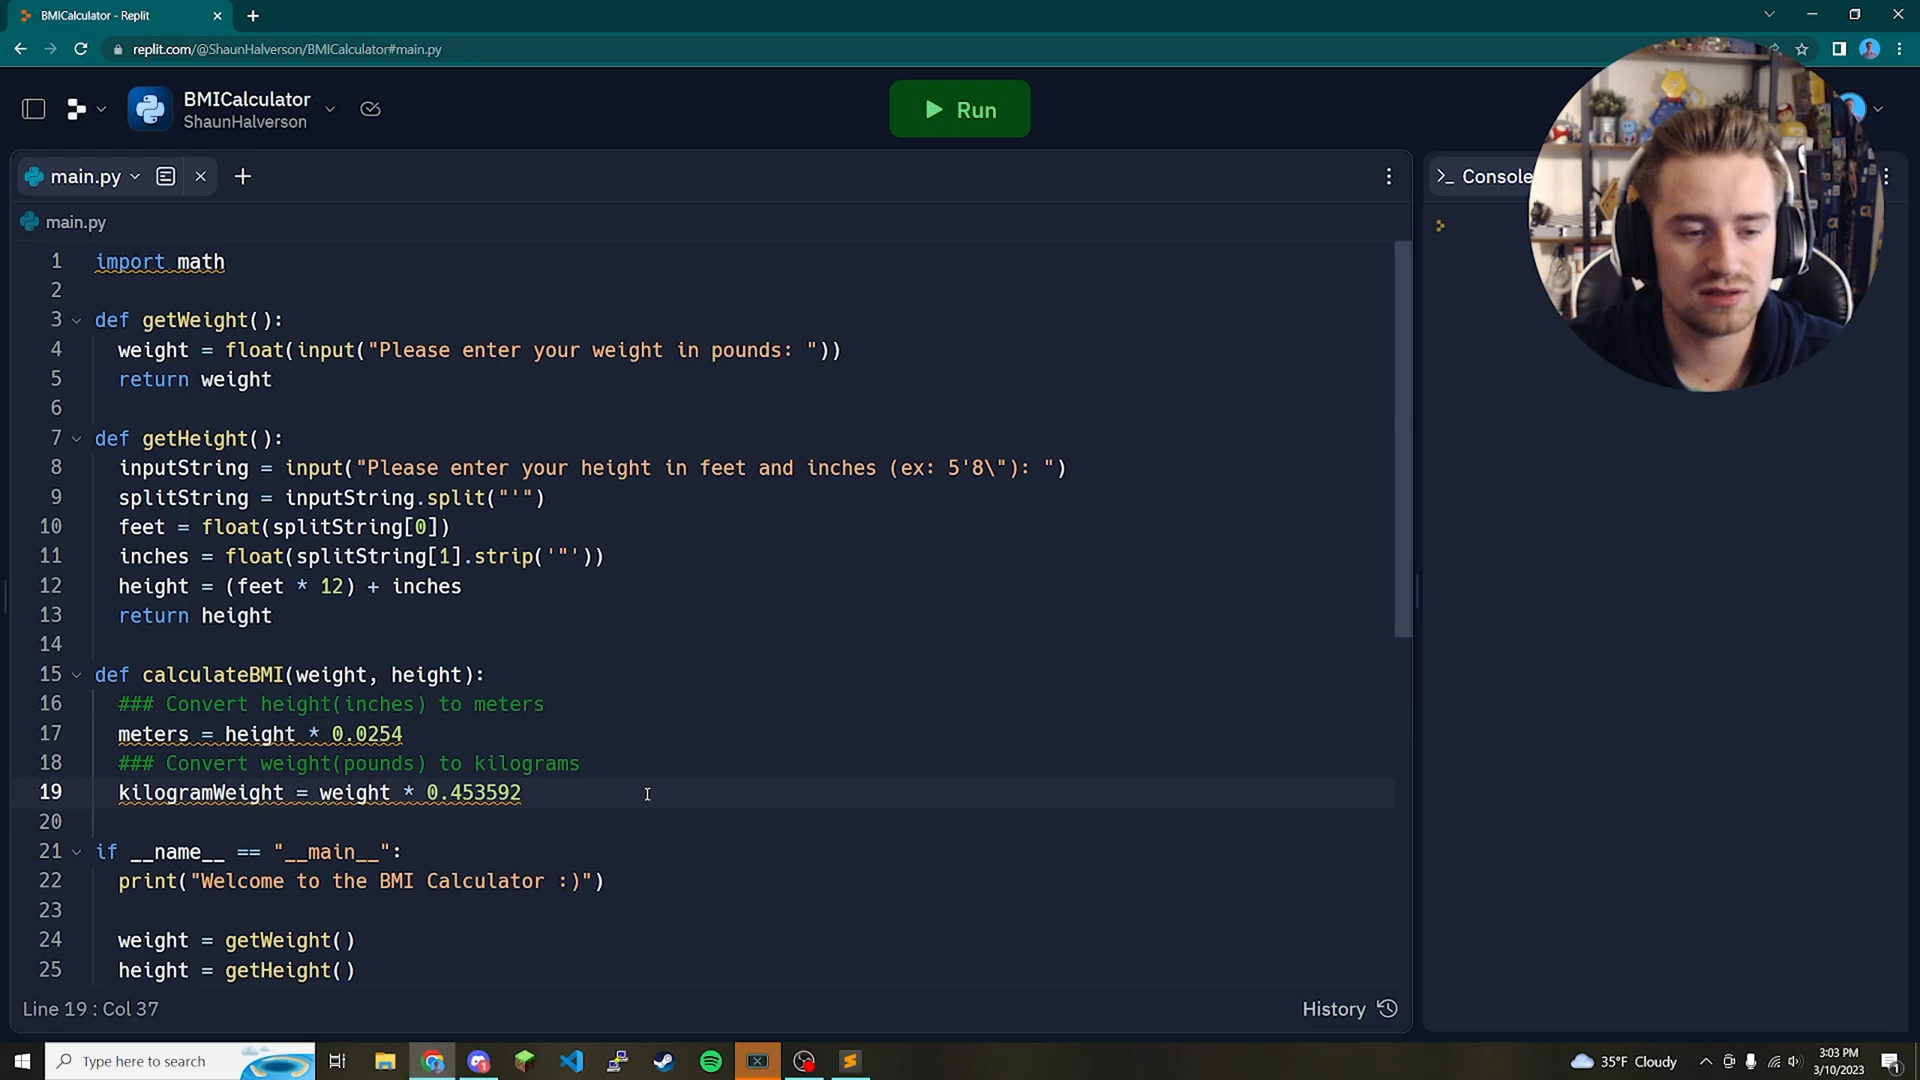 BMICalculator - Replit
replit.com/@ShaunHalverson/BMICalculator#main.py
BMICalculator
ShaunHalverson
Run
main.py
Console
main.py
1 import math
2
3 def getWeight():
4 weight = float(input("Please enter your weight in pounds: "))
5 return weight
6
7 def getHeight():
8 inputString = input("Please enter your height in feet and inches (ex: 5'8\"): ")
9 splitString = inputString.split("'")
10 feet = float(splitString[0])
11 inches = float(splitString[1].strip('"'))
12 height = (feet * 12) + inches
13 return height
14
15 def calculateBMI(weight, height):
16 ### Convert height(inches) to meters
17 meters = height * 0.0254
18 ### Convert weight(pounds) to kilograms
19 kilogramWeight = weight * 0.453592
20
21 if __name__ == "__main__":
22 print("Welcome to the BMI Calculator :)")
23
24 weight = getWeight()
25 height = getHeight()
Line 19 : Col 37
History
Type here to search
35°F Cloudy
3:03 PM
3/10/2023
1